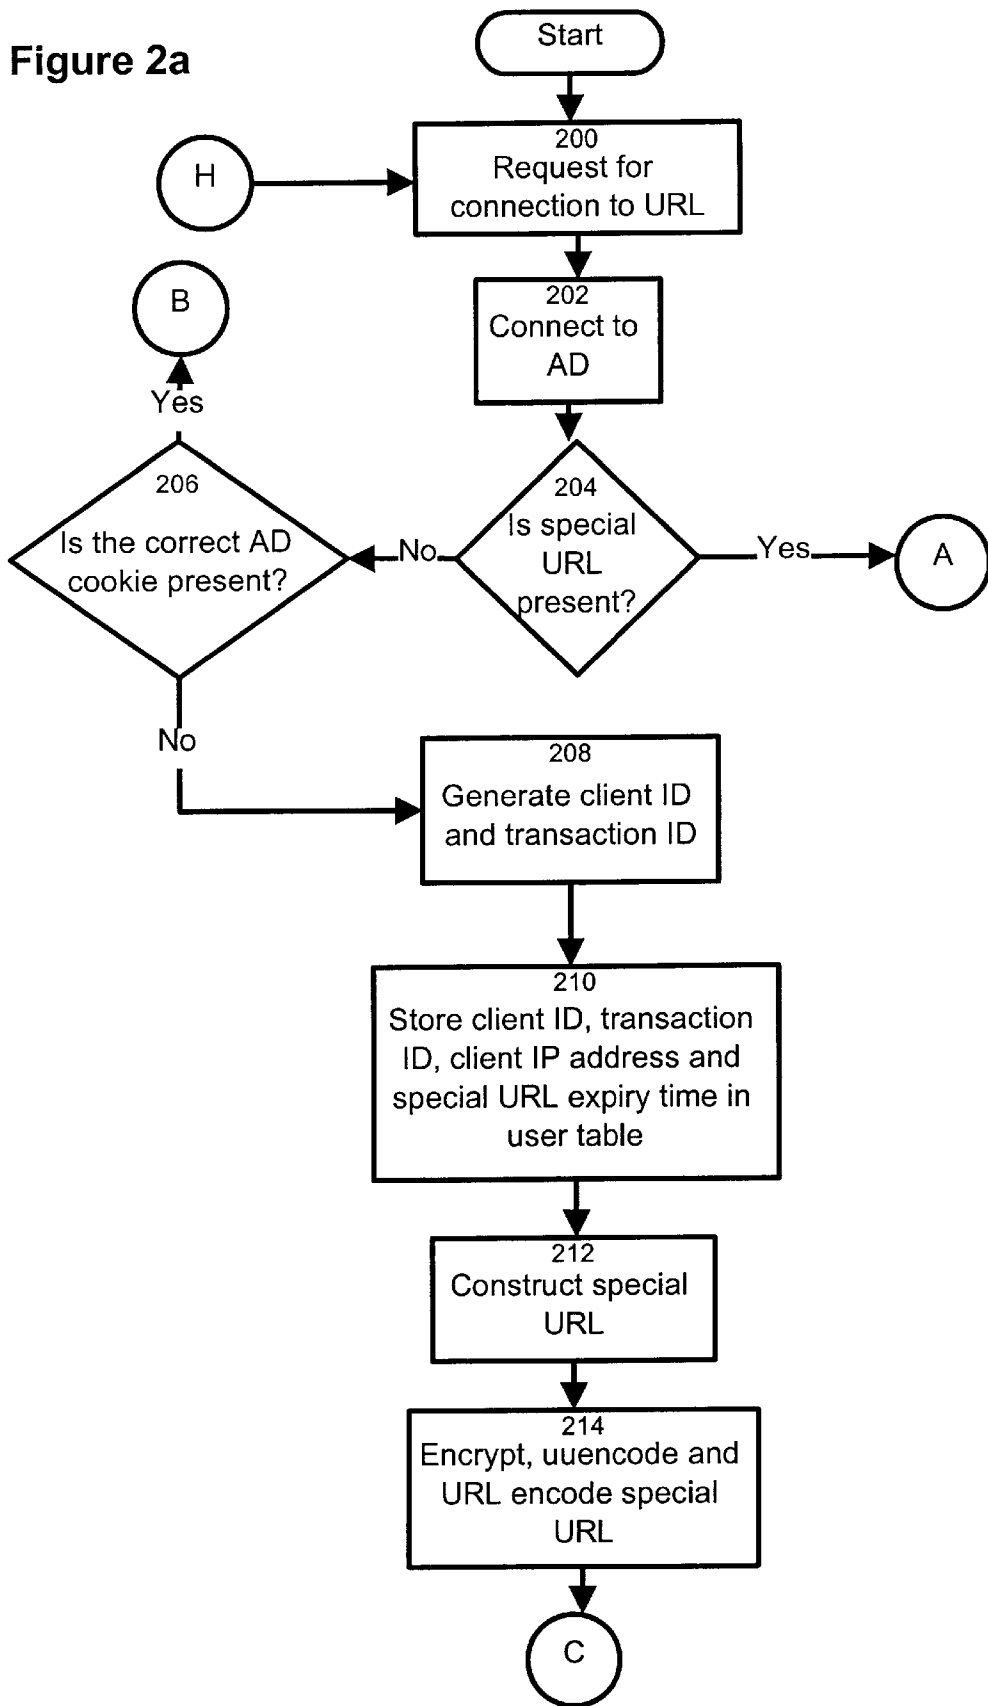 Figure 2a
Start
H
200
Request for
connection to URL
B
202
Connect to
AD
Yes
206
Is the correct AD
cookie present?
No
204
Is special
URL
present?
Yes
A
No
208
Generate client ID
and transaction ID
210
Store client ID, transaction
ID, client IP address and
special URL expiry time in
user table
212
Construct special
URL
214
Encrypt, uuencode and
URL encode special
URL
C